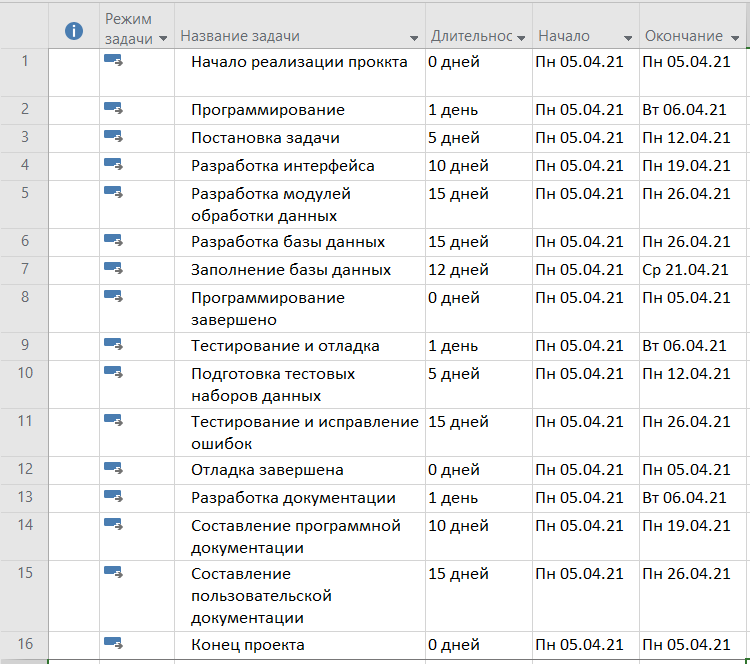 Режим задачи Название задачи Длительнос Начало Окончание
1 Начало реализации проккта 0 дней Пн 05.04.21 Пн 05.04.21
2 Программирование 1 день Пн 05.04.21 Вт 06.04.21
3 Постановка задачи 5 дней Пн 05.04.21 Пн 12.04.21
4 Разработка интерфейса 10 дней Пн 05.04.21 Пн 19.04.21
5 Разработка модулей 15 дней Пн 05.04.21 Пн 26.04.21
обработки данных
6 Разработка базы данных 15 дней Пн 05.04.21 Пн 26.04.21
7 Заполнение базы данных 12 дней Пн 05.04.21 Ср 21.04.21
8 Программирование 0 дней Пн 05.04.21 Пн 05.04.21
завершено
9 Тестирование и отладка 1 день Пн 05.04.21 Вт 06.04.21
10 Подготовка тестовых 5 дней Пн 05.04.21 Пн 12.04.21
наборов данных
11 Тестирование и исправление 15 дней Пн 05.04.21 Пн 26.04.21
ошибок
12 Отладка завершена 0 дней Пн 05.04.21 Пн 05.04.21
13 Разработка документации 1 день Пн 05.04.21 Вт 06.04.21
14 Составление программной 10 дней Пн 05.04.21 Пн 19.04.21
документации
15 Составление 15 дней Пн 05.04.21 Пн 26.04.21
пользовательской
документации
16 Конец проекта 0 дней Пн 05.04.21 Пн 05.04.21